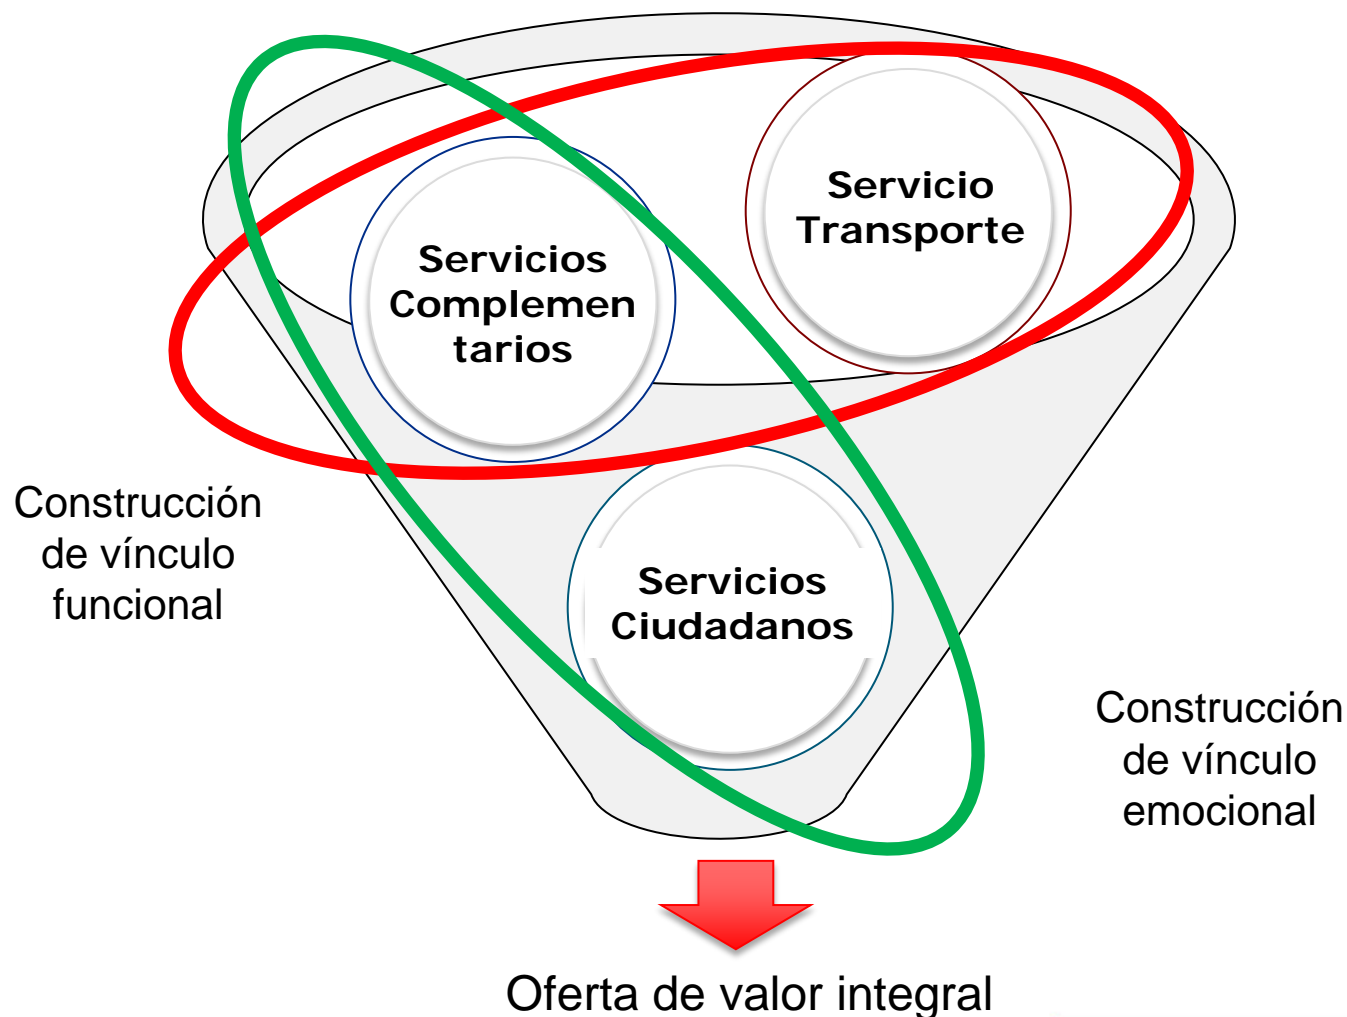 Servicio
Transporte
Servicios
Complemen
tarios
Construcción
de vínculo
funcional
Servicios
Ciudadanos
Construcción
de vínculo
emocional
Oferta de valor integral